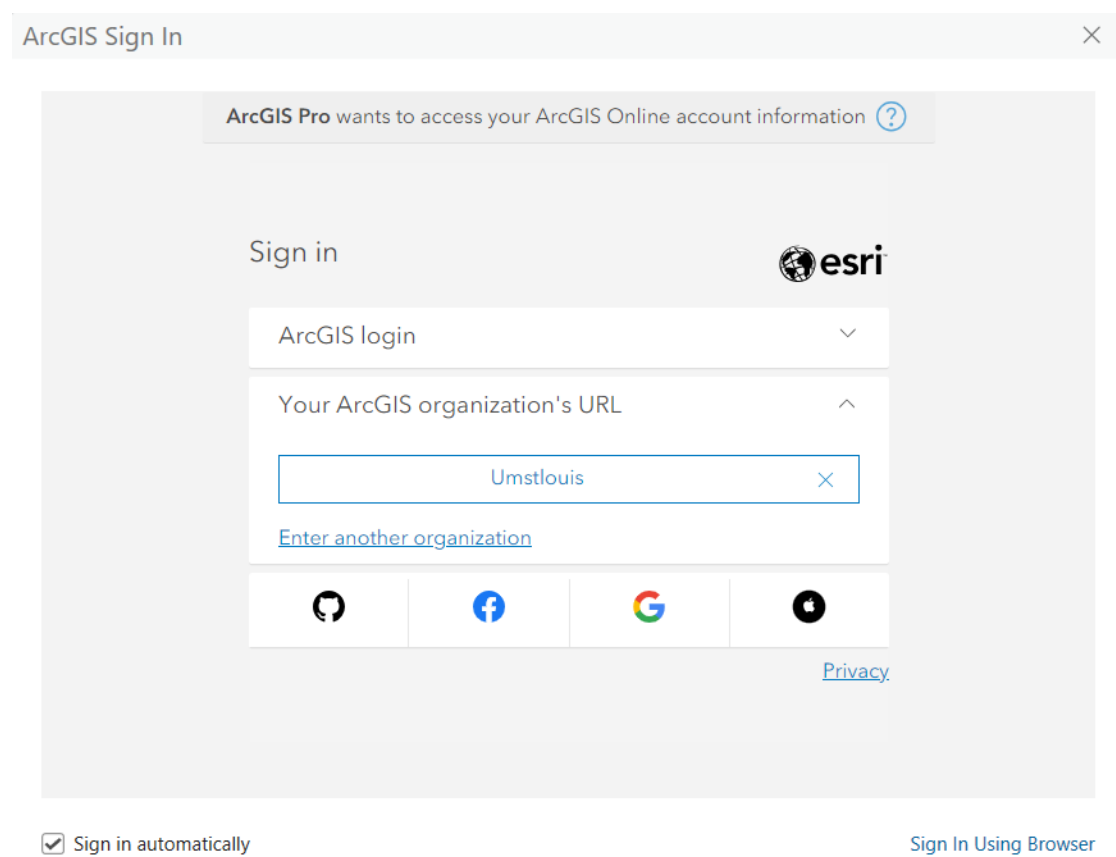 ArcGIS Sign In
ArcGIS Pro wants to access your ArcGIS Online account information ?
Sign in
esri
ArcGIS login
Your ArcGIS organization's URL
Umstlouis
Enter another organization
Privacy
Sign in automatically
Sign In Using Browser